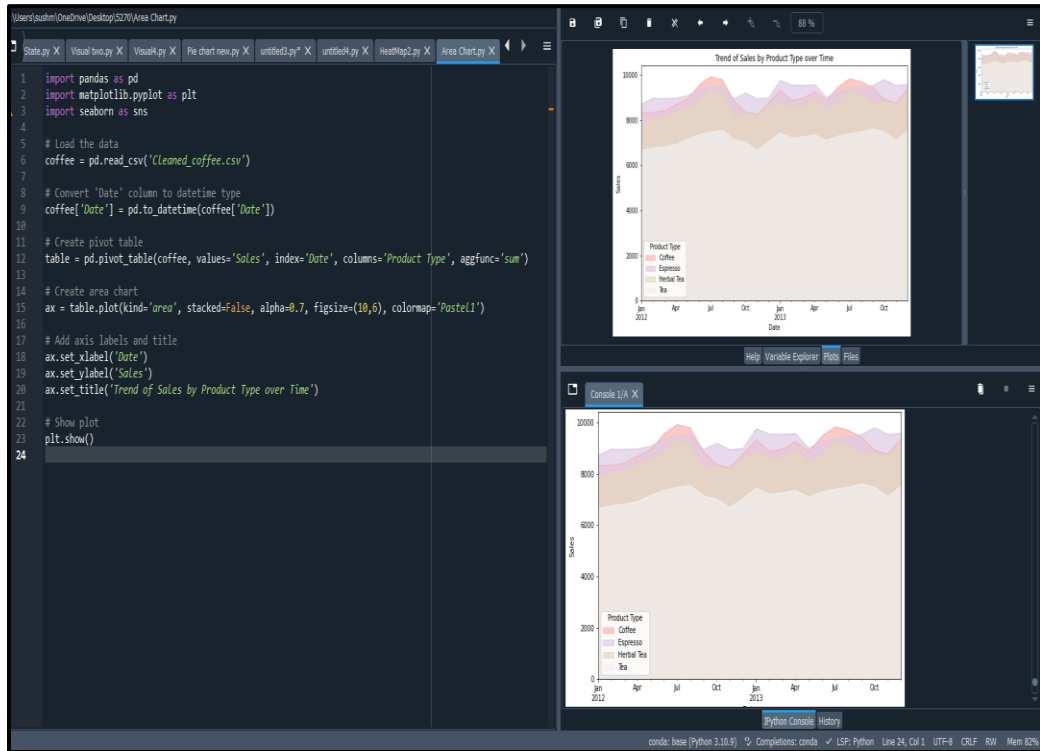 \Users\sushm\OneDrive\Desktop\5270\Area Chart.py
State.py X Visual two.py X Visual4.py X Pie chart new.py X untitled3.py* X untitled4.py X HeatMap2.py X Area Chart.py X
1 import pandas as pd
2 import matplotlib.pyplot as plt
3 import seaborn as sns
4
5 # Load the data
6 coffee = pd.read_csv('Cleaned_coffee.csv')
7
8 # Convert 'Date' column to datetime type
9 coffee['Date'] = pd.to_datetime(coffee['Date'])
10
11 # Create pivot table
12 table = pd.pivot_table(coffee, values='Sales', index='Date', columns='Product Type', aggfunc='sum')
13
14 # Create area chart
15 ax = table.plot(kind='area', stacked=False, alpha=0.7, figsize=(10,6), colormap='Pastel1')
16
17 # Add axis labels and title
18 ax.set_xlabel('Date')
19 ax.set_ylabel('Sales')
20 ax.set_title('Trend of Sales by Product Type over Time')
21
22 # Show plot
23 plt.show()
24
88 %
Trend of Sales by Product Type over Time
10000
8000
6000
4000
2000
0
Sales
Product Type
Coffee
Espresso
Herbal Tea
Tea
Jan Apr Jul Oct Jan Apr Jul Oct
2012 2013
Date
Help Variable Explorer Plots Files
Console 1/A X
10000
8000
6000
4000
2000
0
Sales
Product Type
Coffee
Espresso
Herbal Tea
Tea
Jan Apr Jul Oct Jan Apr Jul Oct
2012 2013
IPython Console History
conda: base (Python 3.10.9) Completions: conda ✓ LSP: Python Line 24, Col 1 UTF-8 CRLF RW Mem 82%